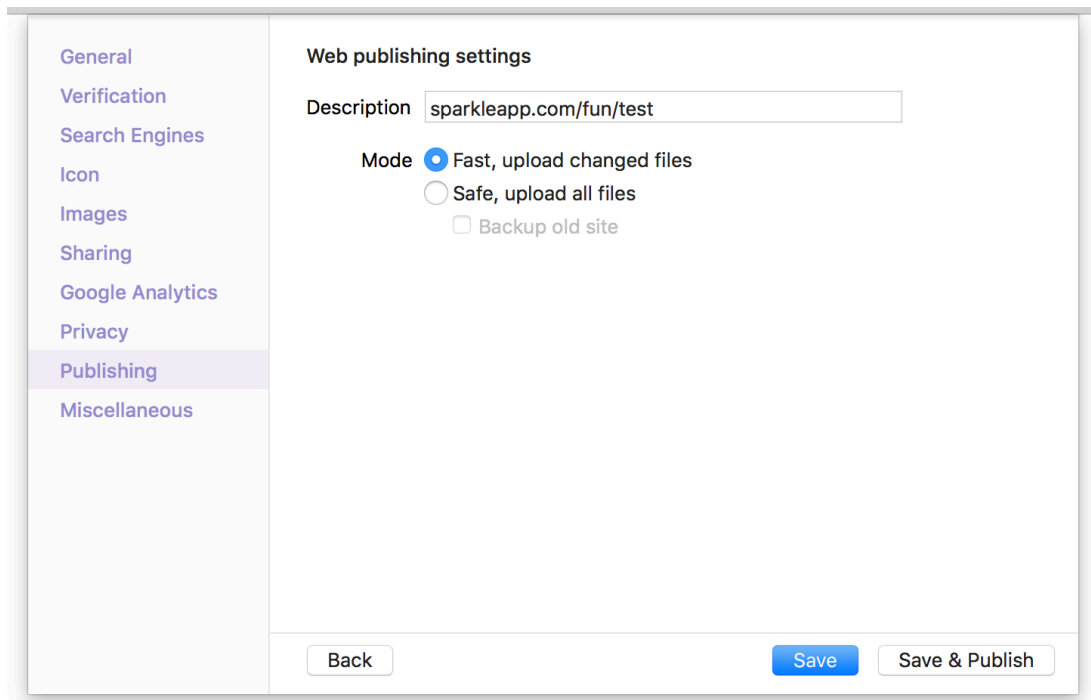 General
Verification
Search Engines
Icon
Images
Sharing
Google Analytics
Privacy
Publishing
Miscellaneous
Web publishing settings
Description sparkleapp.com/fun/test
Mode Fast, upload changed files
Safe, upload all files
Backup old site
Back Save Save & Publish